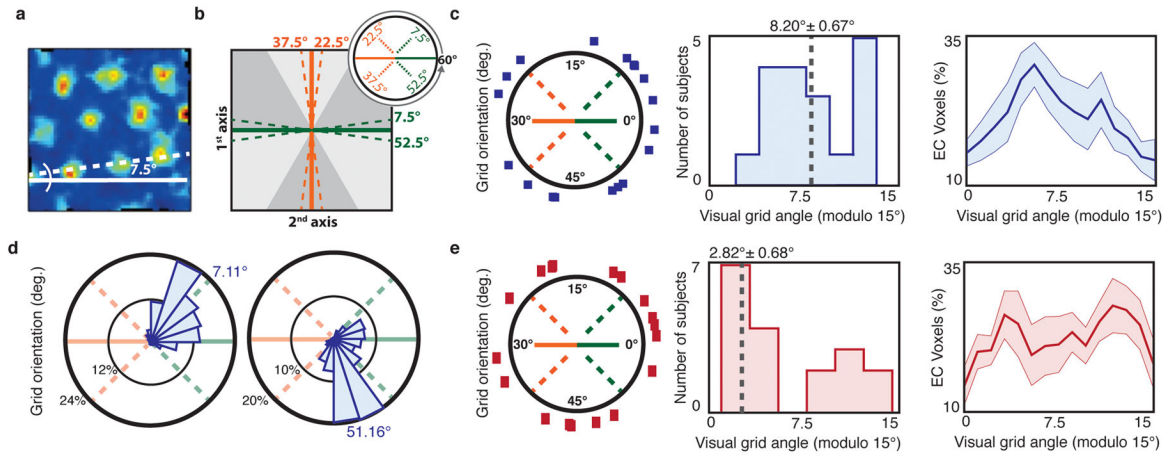 a
7.5°
b
37.5° 22.5°
22.5°
7.5°
60°
37.5°
52.5°
7.5°
52.5°
1st axis
2nd axis
c
Grid orientation (deg.)
15°
30°
0°
45°
8.20°± 0.67°
Number of subjects
5
0
7.5
15
Visual grid angle (modulo 15°)
EC Voxels (%)
35
10
0
7.5
15
Visual grid angle (modulo 15°)
d
Grid orientation (deg.)
7.11°
12%
24%
10%
20%
51.16°
e
Grid orientation (deg.)
15°
30°
0°
45°
2.82°± 0.68°
Number of subjects
7
0
0
7.5
15
Visual grid angle (modulo 15°)
EC Voxels (%)
35
10
0
7.5
15
Visual grid angle (modulo 15°)